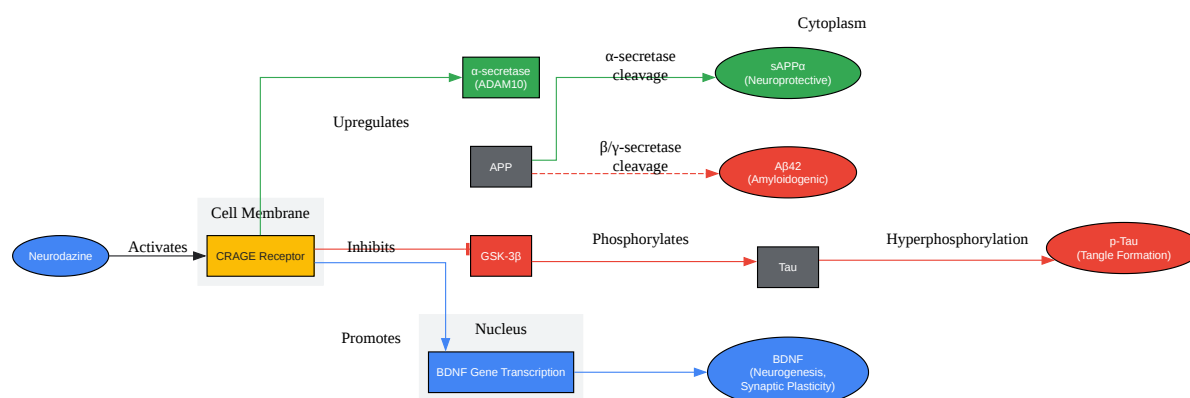 Cytoplasm
α-secretase
cleavage
α-secretase
(ADAM10)
sAPPα
(Neuroprotective)
Upregulates
β/γ-secretase
cleavage
APP
Aβ42
(Amyloidogenic)
Cell Membrane
Neurodazine
Activates
CRAGE Receptor
Inhibits
GSK-3β
Phosphorylates
Tau
Hyperphosphorylation
p-Tau
(Tangle Formation)
Promotes
Nucleus
BDNF Gene Transcription
BDNF
(Neurogenesis,
Synaptic Plasticity)